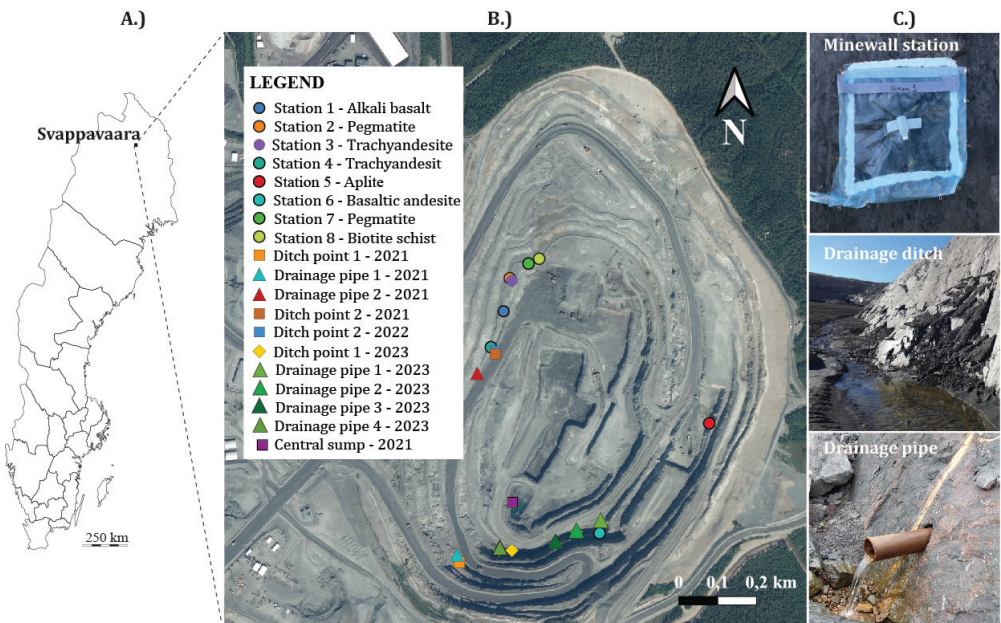 A.)
B.)
C.)
Svappavaara
250 km
LEGEND
Station 1 - Alkali basalt
Station 2 - Pegmatite
Station 3 - Trachyandesite
Station 4 - Trachyandesit
Station 5 - Aplite
Station 6 - Basaltic andesite
Station 7 - Pegmatite
Station 8 - Biotite schist
Ditch point 1 - 2021
Drainage pipe 1 - 2021
Drainage pipe 2 - 2021
Ditch point 2 - 2021
Ditch point 2 - 2022
Ditch point 1 - 2023
Drainage pipe 1 - 2023
Drainage pipe 2 - 2023
Drainage pipe 3 - 2023
Drainage pipe 4 - 2023
Central sump - 2021
N
0 0,1 0,2 km
Minewall station
Drainage ditch
Drainage pipe